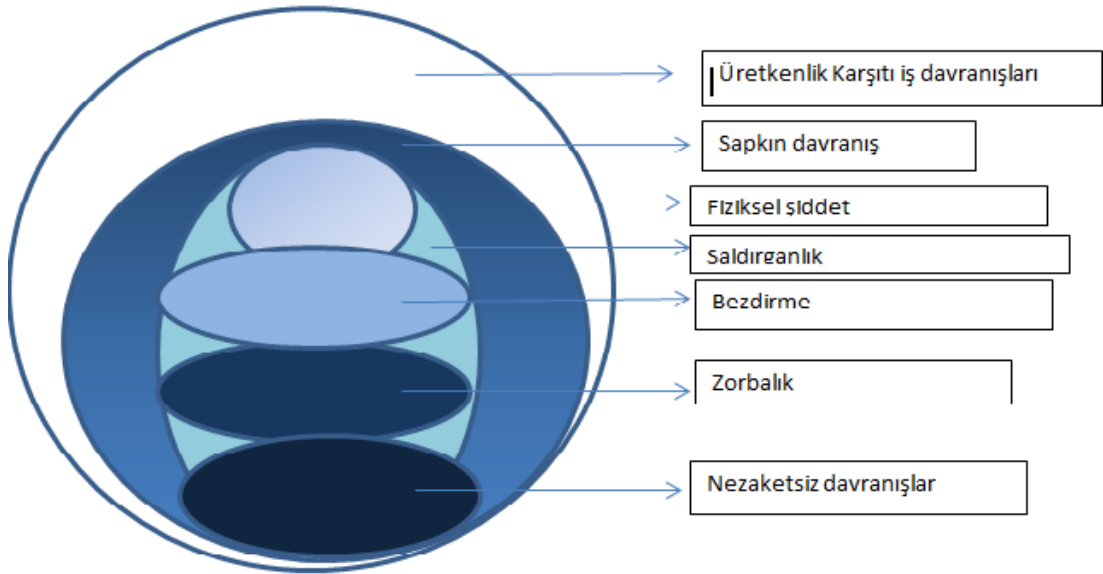 Üretkenlik Karşıtı iş davranışları
Sapkın davranış
Fiziksel şiddet
Saldırganlık
Bezdirme
Zorbalık
Nezaketsiz davranışlar